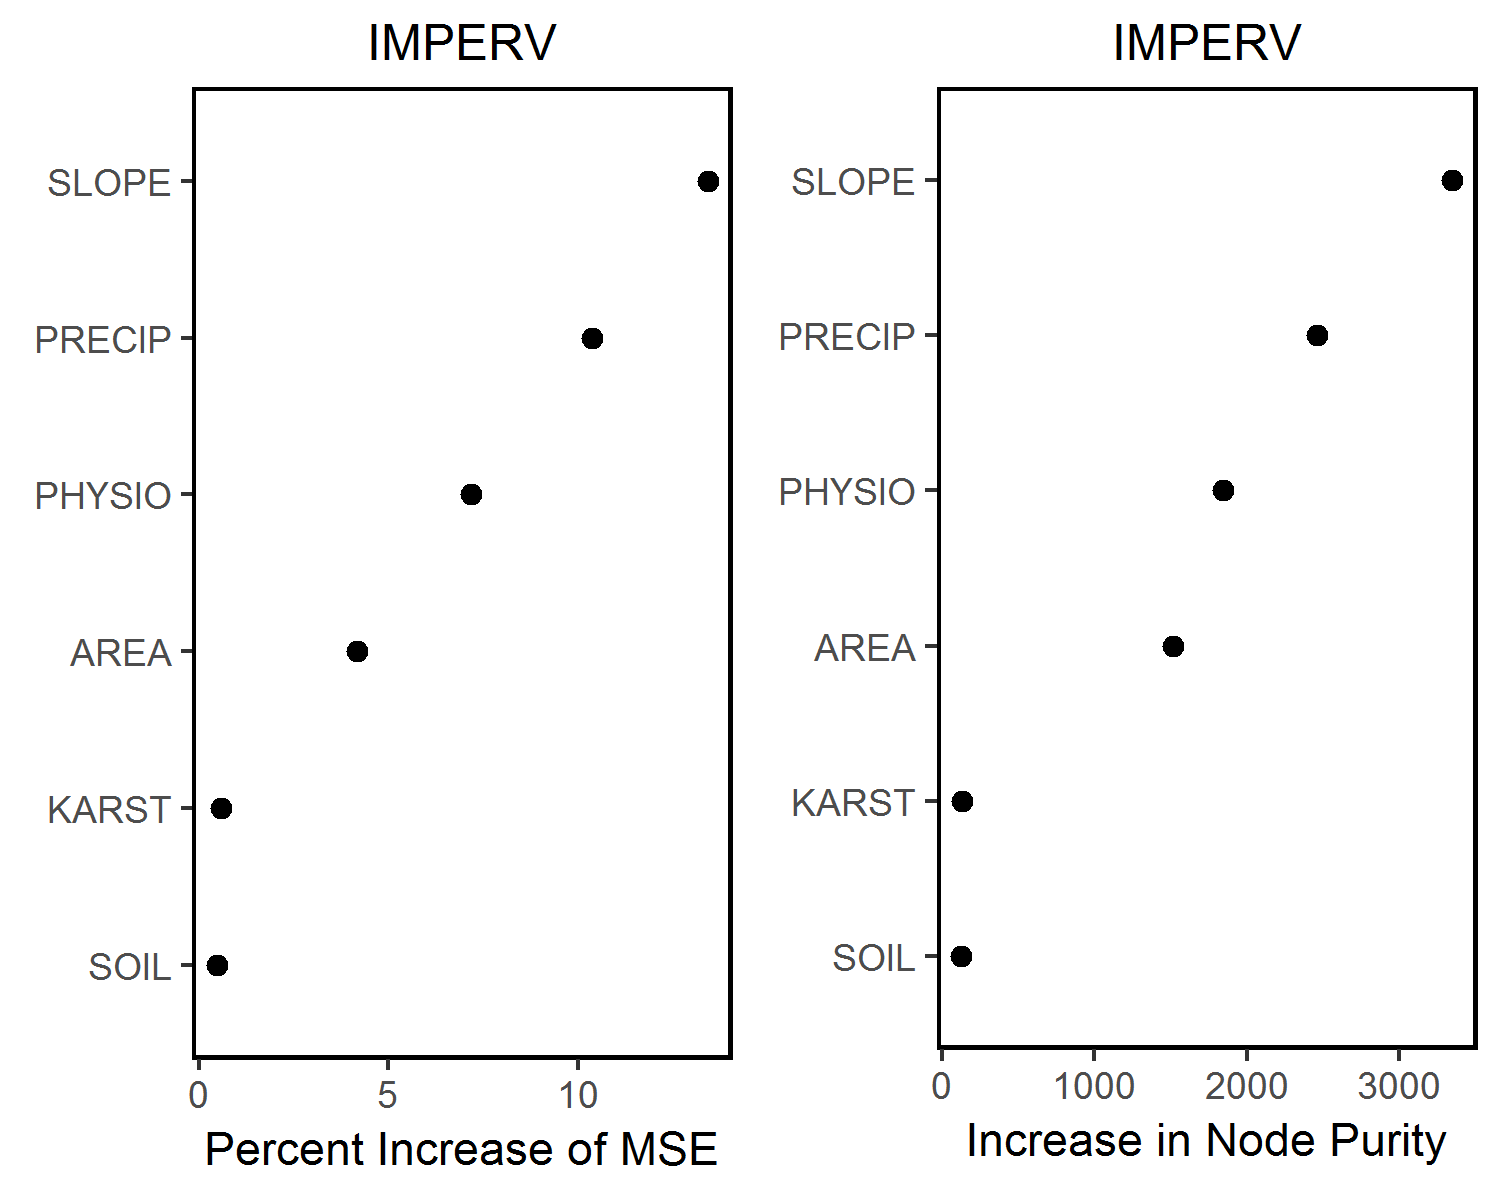 IMPERV
SLOPE
PRECIP
PHYSIO
AREA
KARST
SOIL
0 5 10
Percent Increase of MSE
IMPERV
SLOPE
PRECIP
PHYSIO
AREA
KARST
SOIL
0 1000 2000 3000
Increase in Node Purity